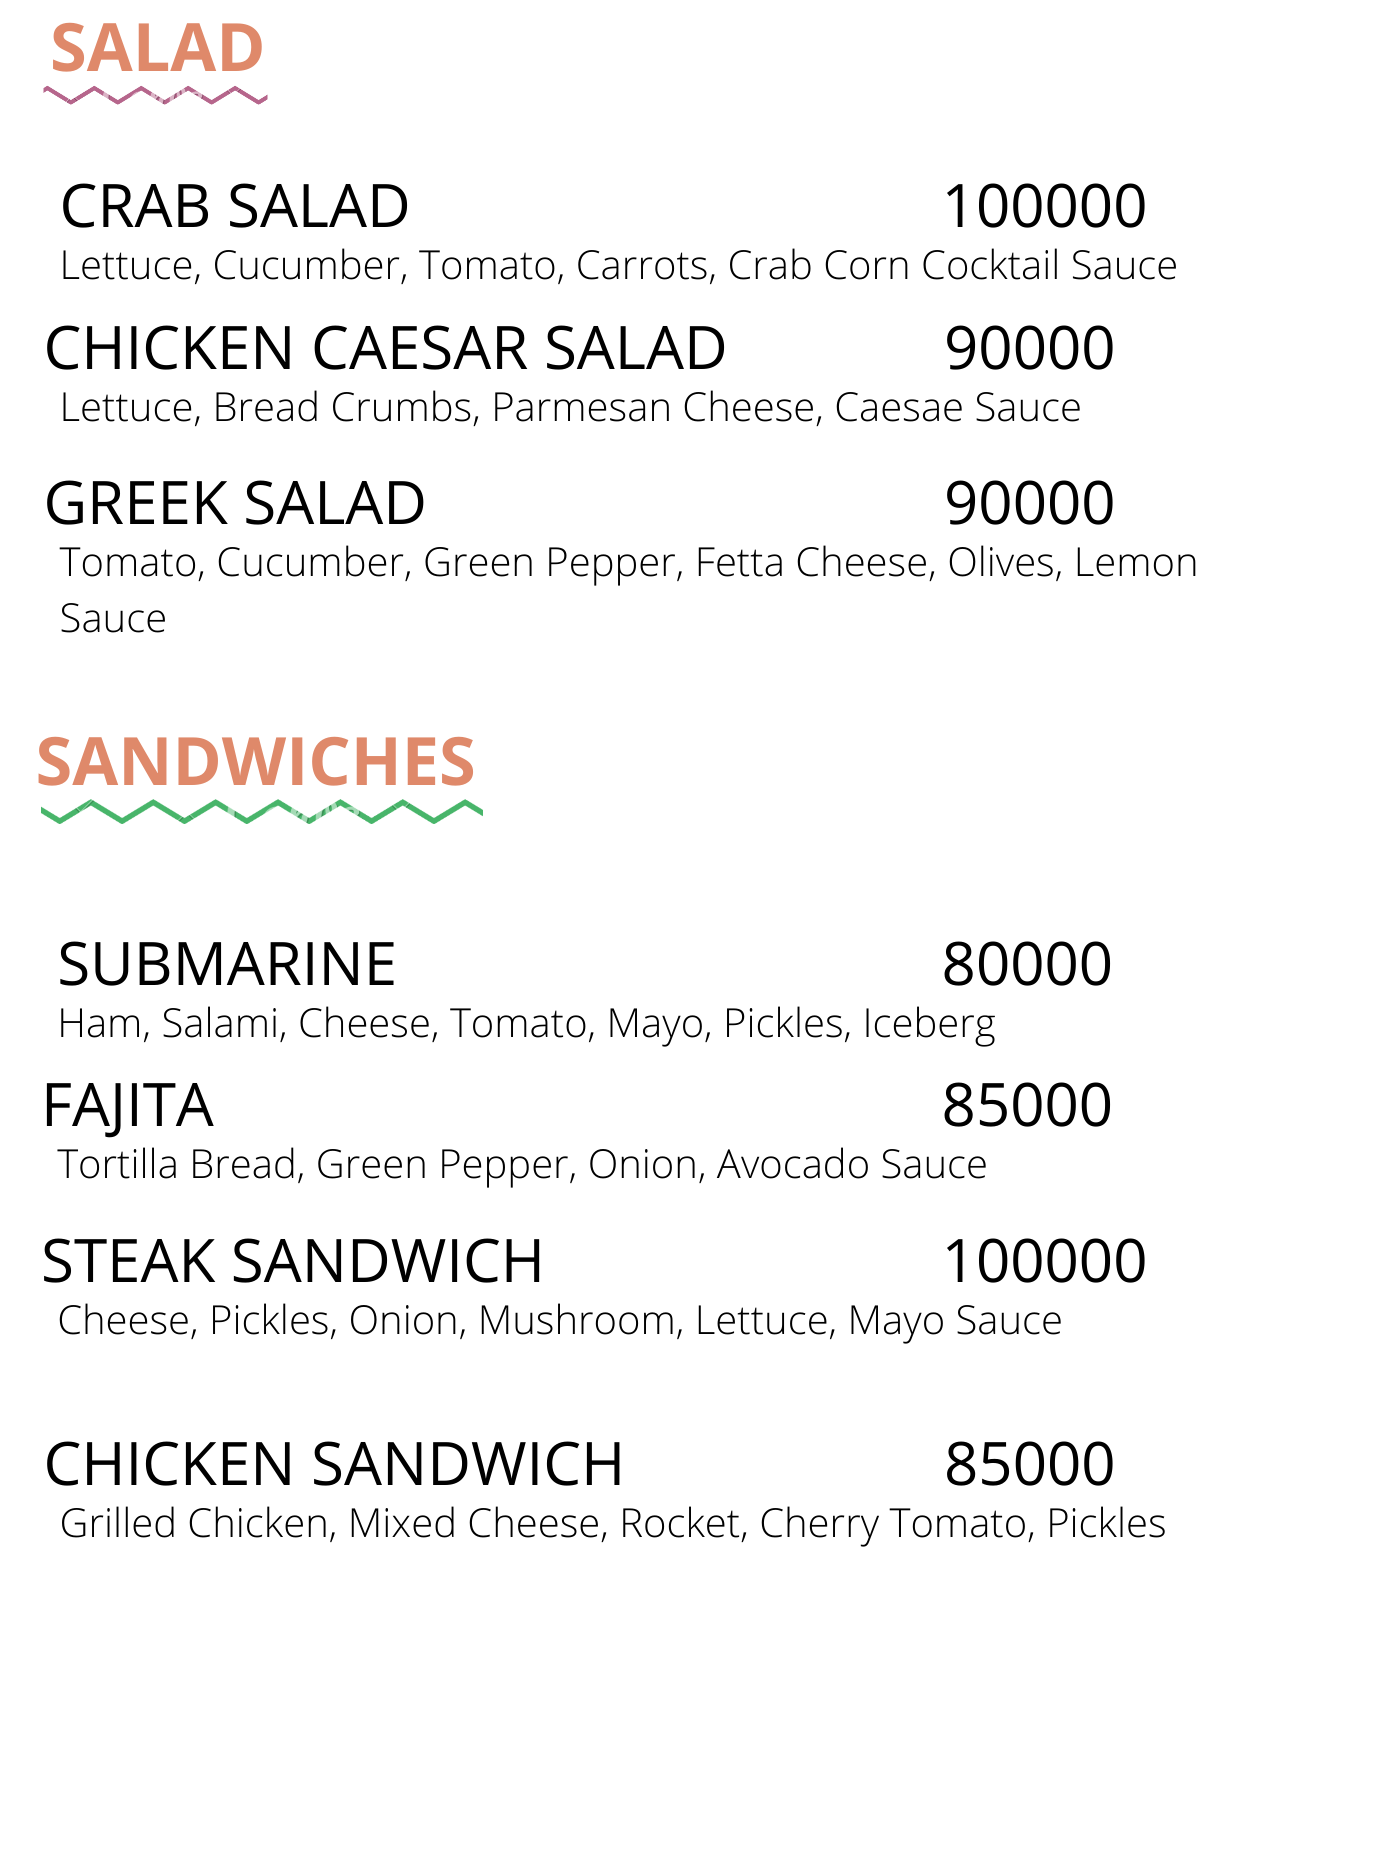 SALAD
CRAB SALAD 100000
Lettuce, Cucumber, Tomato, Carrots, Crab Corn Cocktail Sauce
CHICKEN CAESAR SALAD 90000
Lettuce, Bread Crumbs, Parmesan Cheese, Caesae Sauce
GREEK SALAD 90000
Tomato, Cucumber, Green Pepper, Fetta Cheese, Olives, Lemon
Sauce
SANDWICHES
SUBMARINE 80000
Ham, Salami, Cheese, Tomato, Mayo, Pickles, Iceberg
FAJITA 85000
Tortilla Bread, Green Pepper, Onion, Avocado Sauce
STEAK SANDWICH 100000
Cheese, Pickles, Onion, Mushroom, Lettuce, Mayo Sauce
CHICKEN SANDWICH 85000
Grilled Chicken, Mixed Cheese, Rocket, Cherry Tomato, Pickles